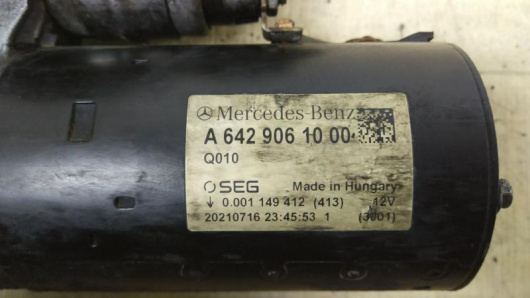 Mercedes-Benz
A 642 906 10 00
Q010
SEG Made in Hungary
↓ 0.001 149 412 (413) 12V
20210716 23:45:53 1 (3001)